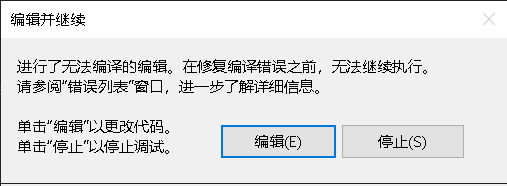 编辑并继续
进行了无法编译的编辑。在修复编译错误之前，无法继续执行。
请参阅“错误列表”窗口，进一步了解详细信息。
单击“编辑”以更改代码。
单击“停止”以停止调试。
编辑(E)
停止(S)